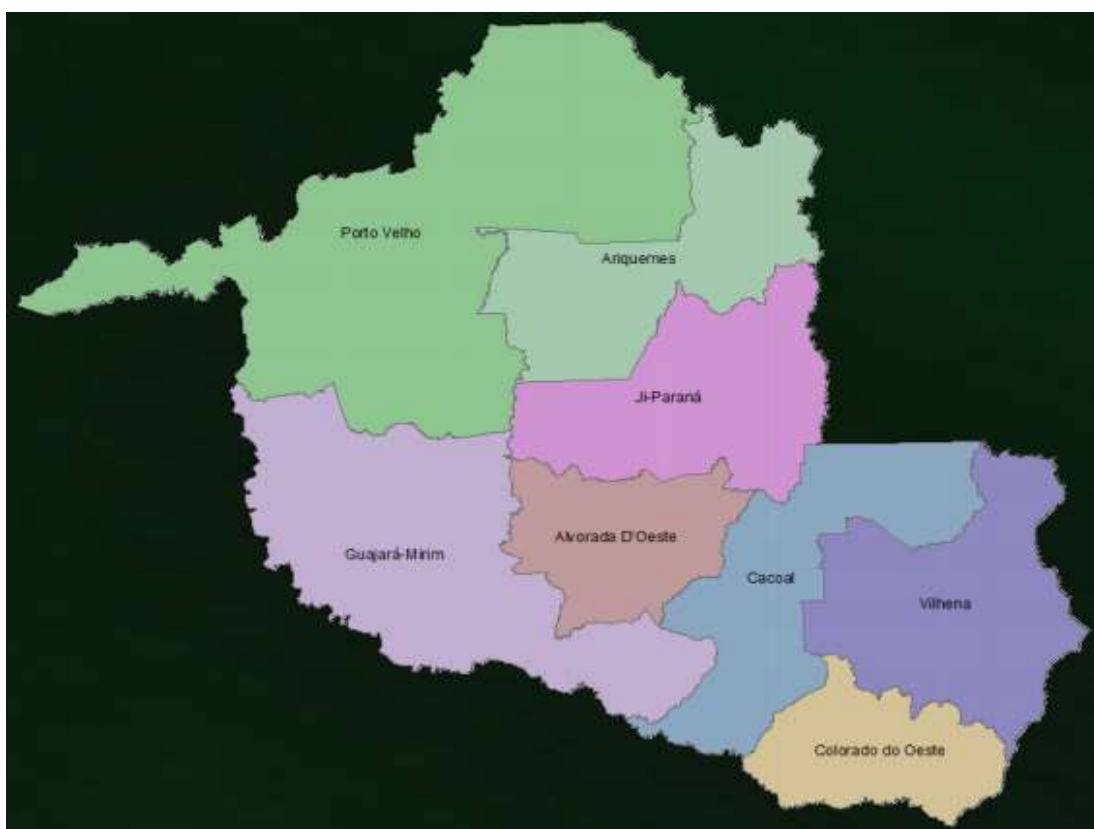 Porto Velho
Ariquemes
Ji-Paraná
Alvorada D'Oeste
Guajará-Mirim
Cacoal
Vilhena
Colorado do Oeste